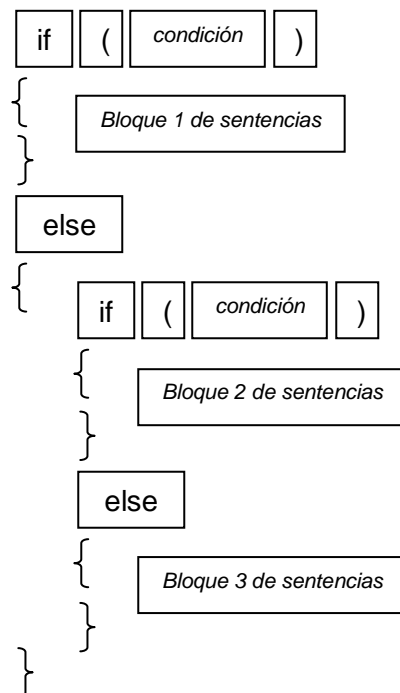 if ( condición )
{
Bloque 1 de sentencias
}
else
{
if ( condición )
{
Bloque 2 de sentencias
}
else
{
Bloque 3 de sentencias
}
}